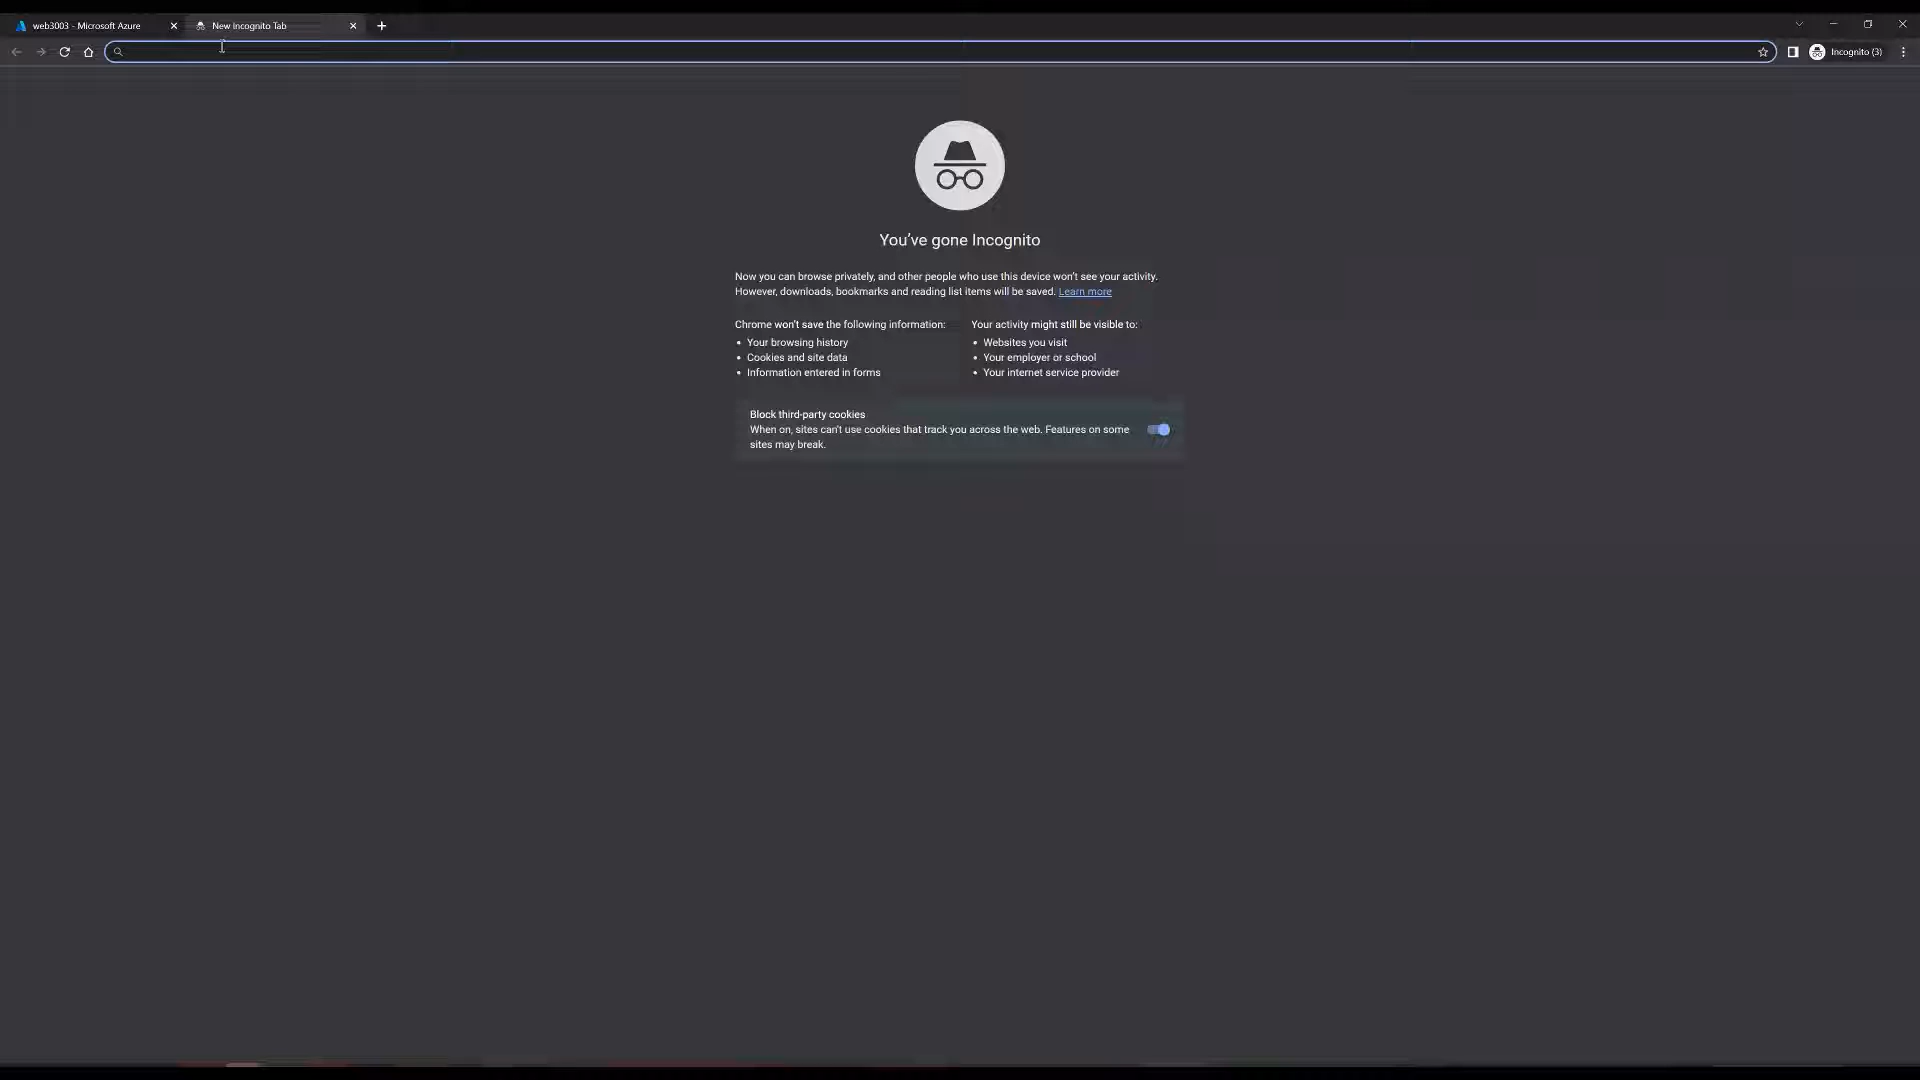 web3003 - Microsoft Azure
New Incognito Tab
Incognito (3)
You've gone Incognito
Now you can browse privately, and other people who use this device won't see your activity.
However, downloads, bookmarks and reading list items will be saved. Learn more
Chrome won't save the following information:
Your browsing history
Cookies and site data
Information entered in forms
Your activity might still be visible to:
Websites you visit
Your employer or school
Your internet service provider
Block third-party cookies
When on, sites can't use cookies that track you across the web. Features on some
sites may break.